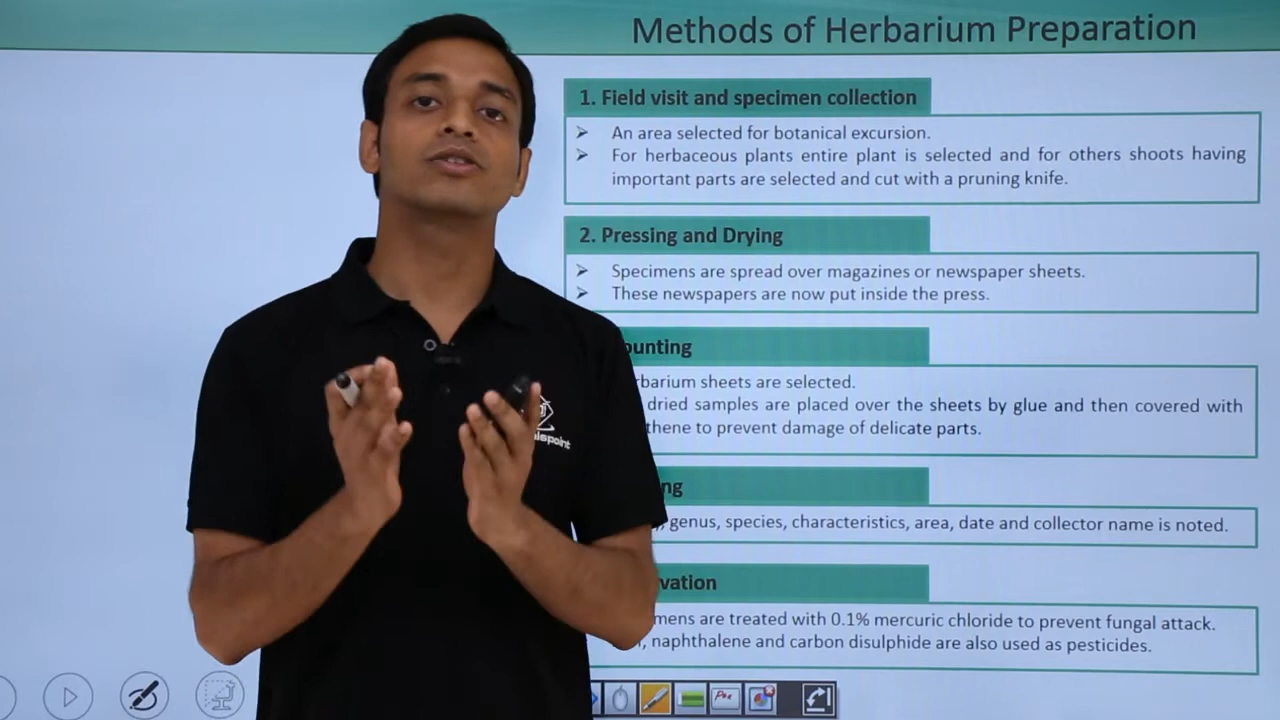 Methods of Herbarium Preparation
1. Field visit and specimen collection
➢ An area selected for botanical excursion.
➢ For herbaceous plants entire plant is selected and for others shoots having
important parts are selected and cut with a pruning knife.
2. Pressing and Drying
➢ Specimens are spread over magazines or newspaper sheets.
➢ These newspapers are now put inside the press.
ounting
rbarium sheets are selected.
dried samples are placed over the sheets by glue and then covered with
thene to prevent damage of delicate parts.
ng
, genus, species, characteristics, area, date and collector name is noted.
vation
mens are treated with 0.1% mercuric chloride to prevent fungal attack.
, naphthalene and carbon disulphide are also used as pesticides.